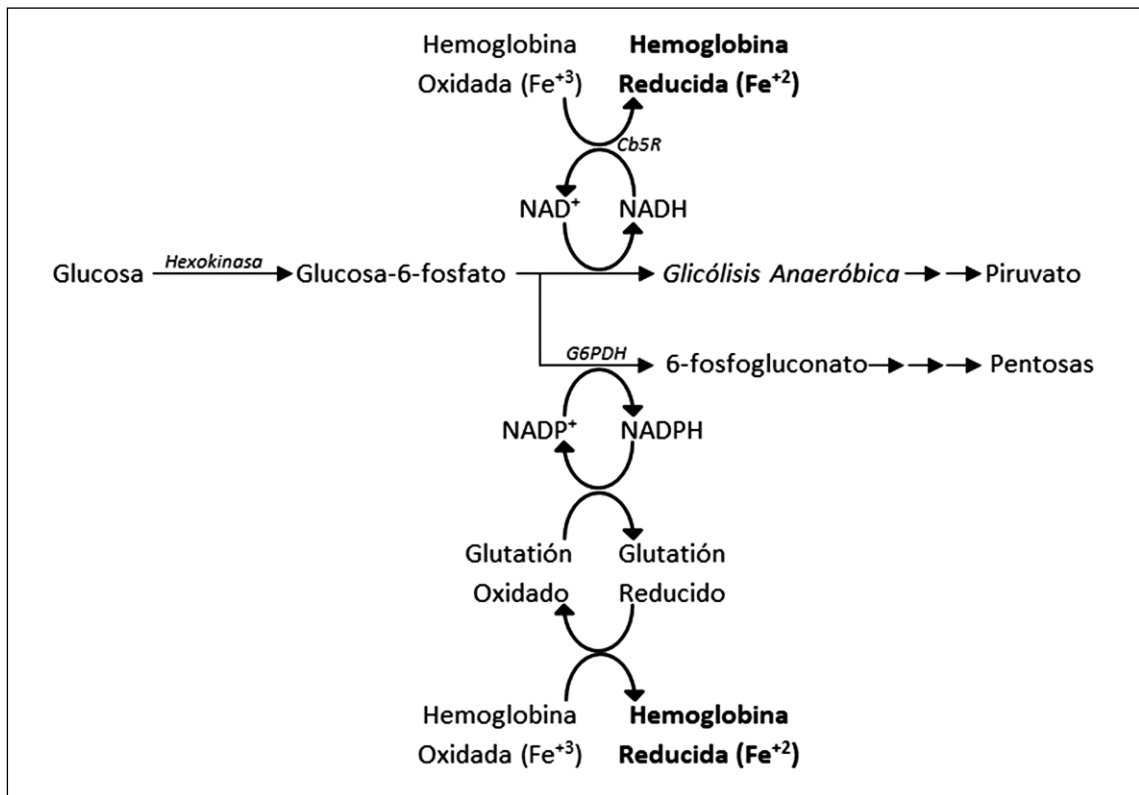 Hemoglobina Hemoglobina
Oxidada (Fe⁺³) Reducida (Fe⁺²)
Cb5R
NAD⁺ NADH
Glucosa Hexokinasa Glucosa-6-fosfato Glicólisis Anaeróbica Piruvato
G6PDH 6-fosfogluconato Pentosas
NADP⁺ NADPH
Glutatión Glutatión
Oxidado Reducido
Hemoglobina Hemoglobina
Oxidada (Fe⁺³) Reducida (Fe⁺²)